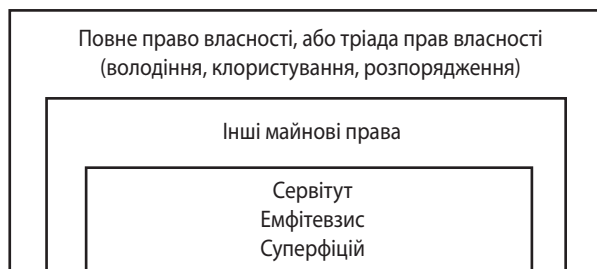 Повне право власності, або тріада прав власності
(володіння, клористування, розпорядження)
Інші майнові права
Сервітут
Емфітевзис
Суперфіцій